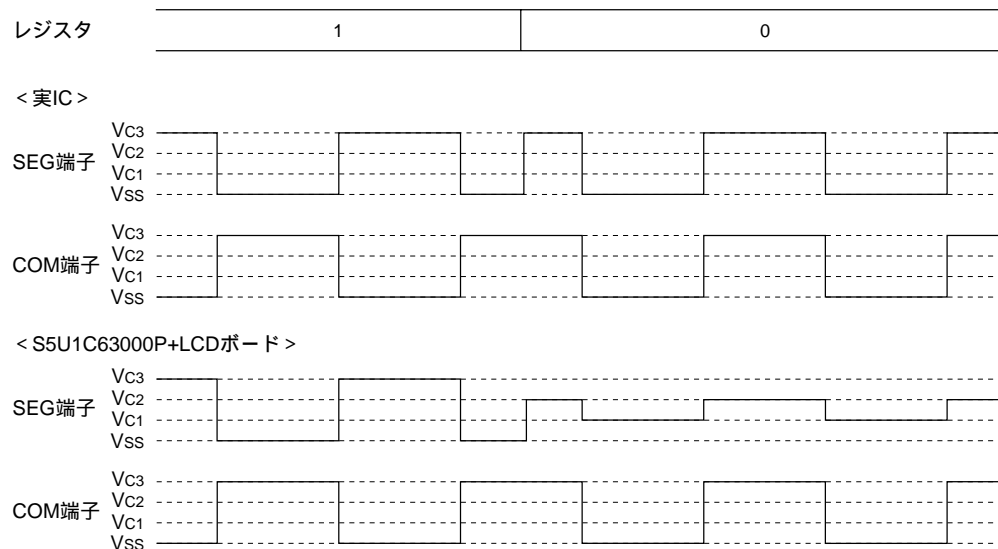 レジスタ 1 0
< 実IC >
VC3
SEG端子 VC2
VC1
VSS
VC3
COM端子 VC2
VC1
VSS
< S5U1C63000P+LCDボード >
VC3
SEG端子 VC2
VC1
VSS
VC3
COM端子 VC2
VC1
VSS